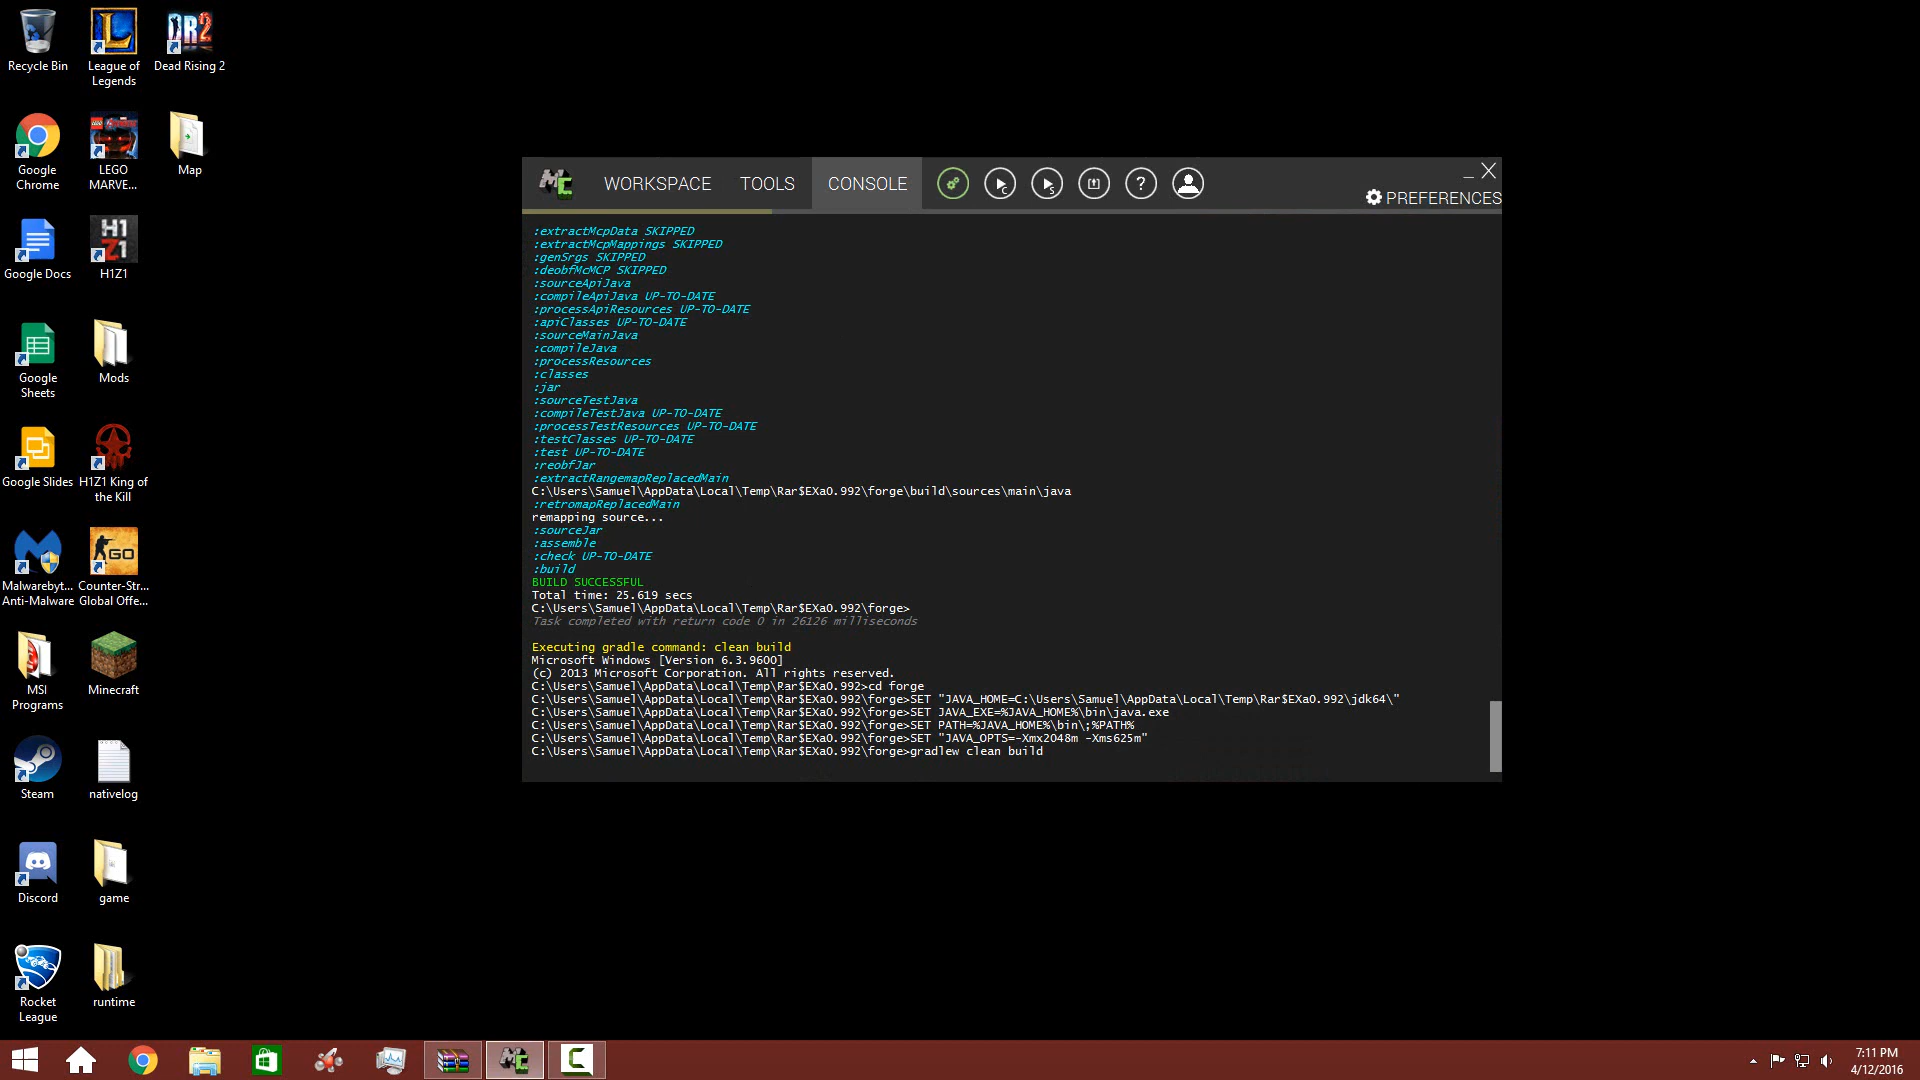 Recycle Bin
League of
Legends
Dead Rising 2
Google
Chrome
LEGO
MARVE...
Map
Google Docs
H1Z1
Google
Sheets
Mods
Google Slides
H1Z1 King of
the Kill
Malwarebyt...
Anti-Malware
Counter-Str...
Global Offe...
MSI
Programs
Minecraft
Steam
nativelog
Discord
game
Rocket
League
runtime
WORKSPACE
TOOLS
CONSOLE
PREFERENCES
:extractMcpData SKIPPED
:extractMcpMappings SKIPPED
:genSrgs SKIPPED
:deobfMcMCP SKIPPED
:sourceApiJava
:compileApiJava UP-TO-DATE
:processApiResources UP-TO-DATE
:apiClasses UP-TO-DATE
:sourceMainJava
:compileJava
:processResources
:classes
:jar
:sourceTestJava
:compileTestJava UP-TO-DATE
:processTestResources UP-TO-DATE
:testClasses UP-TO-DATE
:test UP-TO-DATE
:reobfJar
:extractRangemapReplacedMain
C:\Users\Samuel\AppData\Local\Temp\Rar$EXa0.992\forge\build\sources\main\java
:retromapReplacedMain
remapping source...
:sourceJar
:assemble
:check UP-TO-DATE
:build
BUILD SUCCESSFUL
Total time: 25.619 secs
C:\Users\Samuel\AppData\Local\Temp\Rar$EXa0.992\forge>
Task completed with return code 0 in 26126 milliseconds
Executing gradle command: clean build
Microsoft Windows [Version 6.3.9600]
(c) 2013 Microsoft Corporation. All rights reserved.
C:\Users\Samuel\AppData\Local\Temp\Rar$EXa0.992>cd forge
C:\Users\Samuel\AppData\Local\Temp\Rar$EXa0.992\forge>SET "JAVA_HOME=C:\Users\Samuel\AppData\Local\Temp\Rar$EXa0.992\jdk64\"
C:\Users\Samuel\AppData\Local\Temp\Rar$EXa0.992\forge>SET JAVA_EXE=%JAVA_HOME%\bin\java.exe
C:\Users\Samuel\AppData\Local\Temp\Rar$EXa0.992\forge>SET PATH=%JAVA_HOME%\bin\;%PATH%
C:\Users\Samuel\AppData\Local\Temp\Rar$EXa0.992\forge>SET "JAVA_OPTS=-Xmx2048m -Xms625m"
C:\Users\Samuel\AppData\Local\Temp\Rar$EXa0.992\forge>gradlew clean build
7:11 PM
4/12/2016